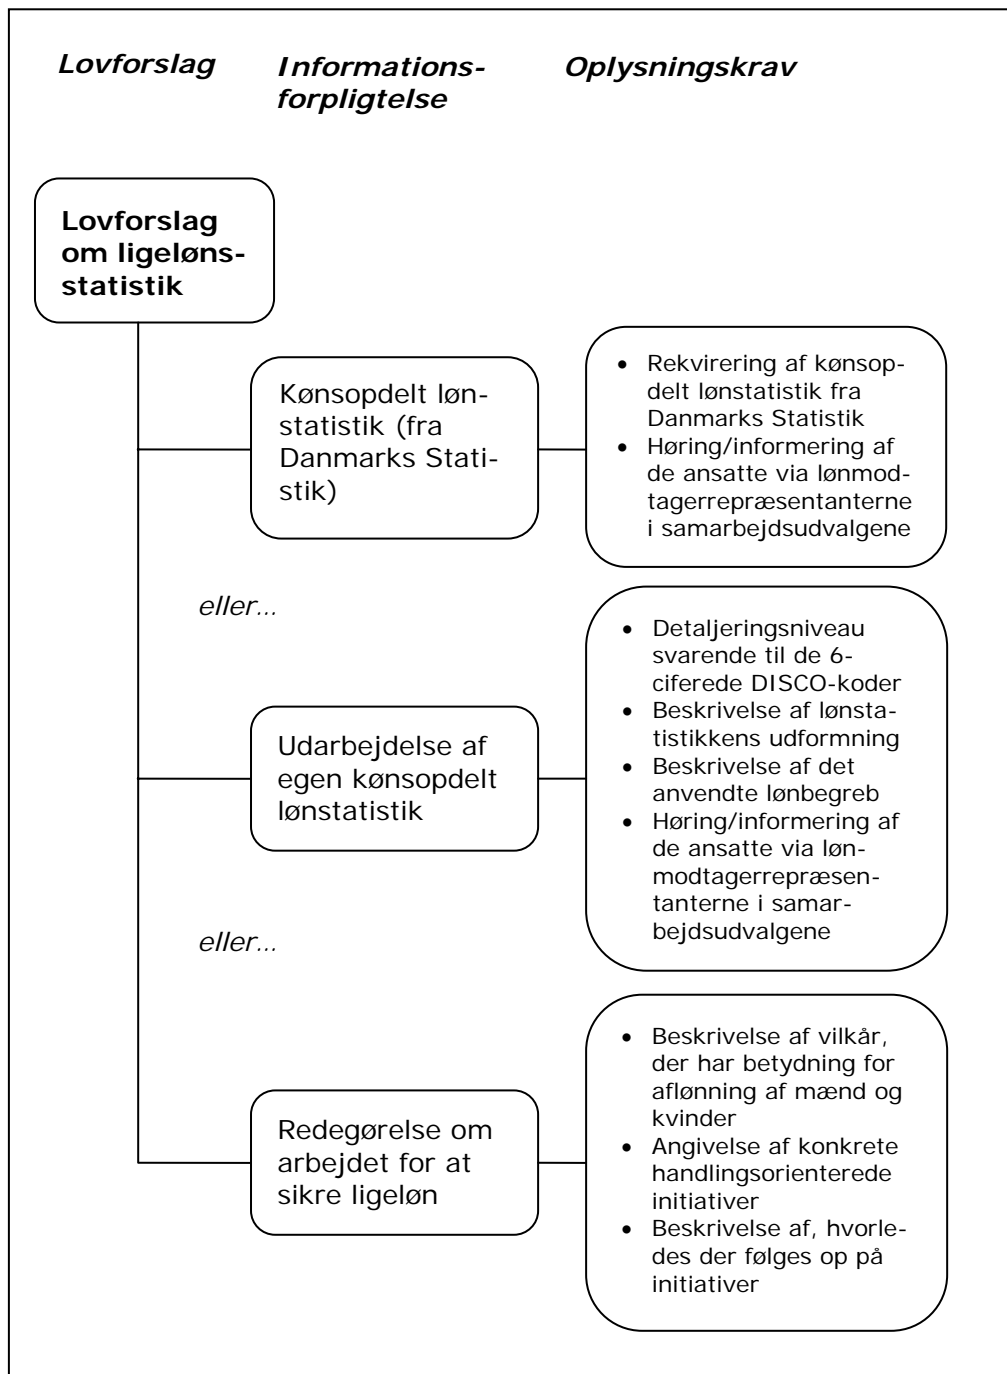 Lovforslag
Informations-
forpligtelse
Oplysningskrav
Lovforslag
om ligeløns-
statistik
Kønsopdelt løn-
statistik (fra
Danmarks Stati-
stik)
• Rekvirering af kønsop-
delt lønstatistik fra
Danmarks Statistik
• Høring/informering af
de ansatte via lønmod-
tagerrepræsentanterne
i samarbejdsudvalgene
eller...
Udarbejdelse af
egen kønsopdelt
lønstatistik
• Detaljeringsniveau
svarende til de 6-
cifrede DISCO-koder
• Beskrivelse af lønsta-
tistikkens udformning
• Beskrivelse af det
anvendte lønbegreb
• Høring/informering af
de ansatte via løn-
modtagerrepræsen-
tanterne i samar-
bejdsudvalgene
eller...
Redegørelse om
arbejdet for at
sikre ligeløn
• Beskrivelse af vilkår,
der har betydning for
aflønning af mænd og
kvinder
• Angivelse af konkrete
handlingsorienterede
initiativer
• Beskrivelse af, hvorle-
des der følges op på
initiativer